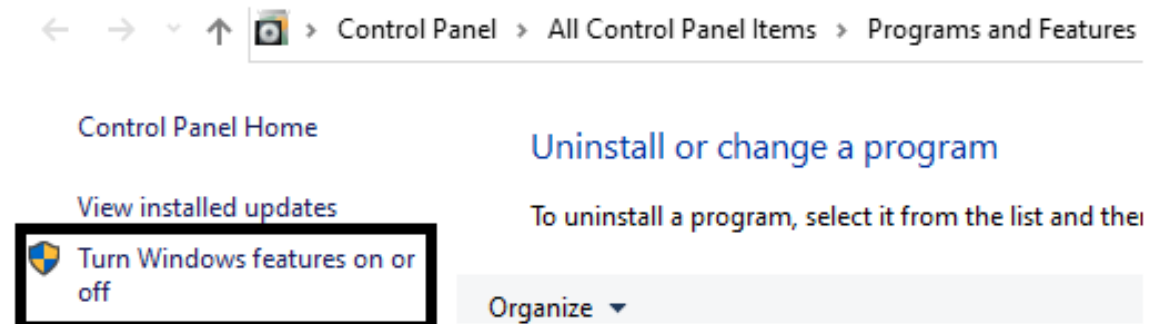 Control Panel > All Control Panel Items > Programs and Features
Control Panel Home
View installed updates
Turn Windows features on or
off
Uninstall or change a program
To uninstall a program, select it from the list and
Organize